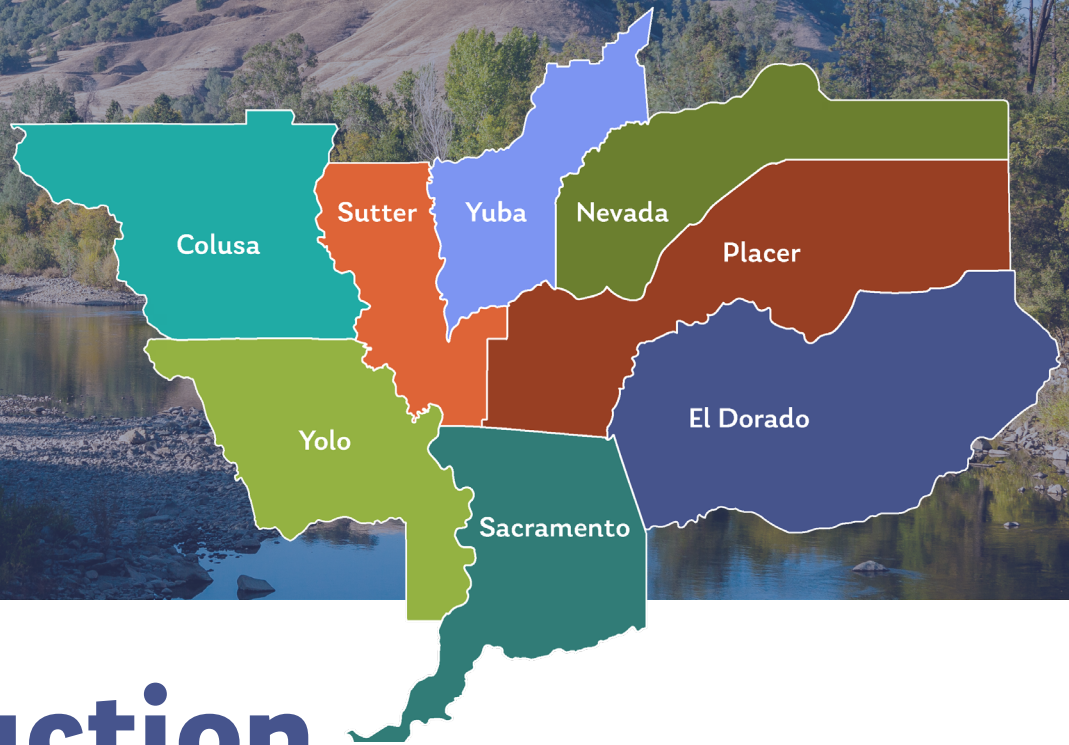 Sutter
Yuba
Nevada
Colusa
Placer
El Dorado
Yolo
Sacramento
uction